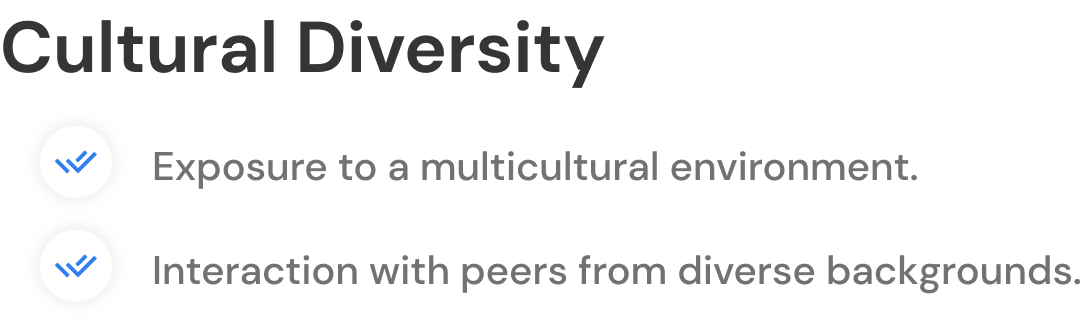 Cultural Diversity
Exposure to a multicultural environment.
Interaction with peers from diverse backgrounds.